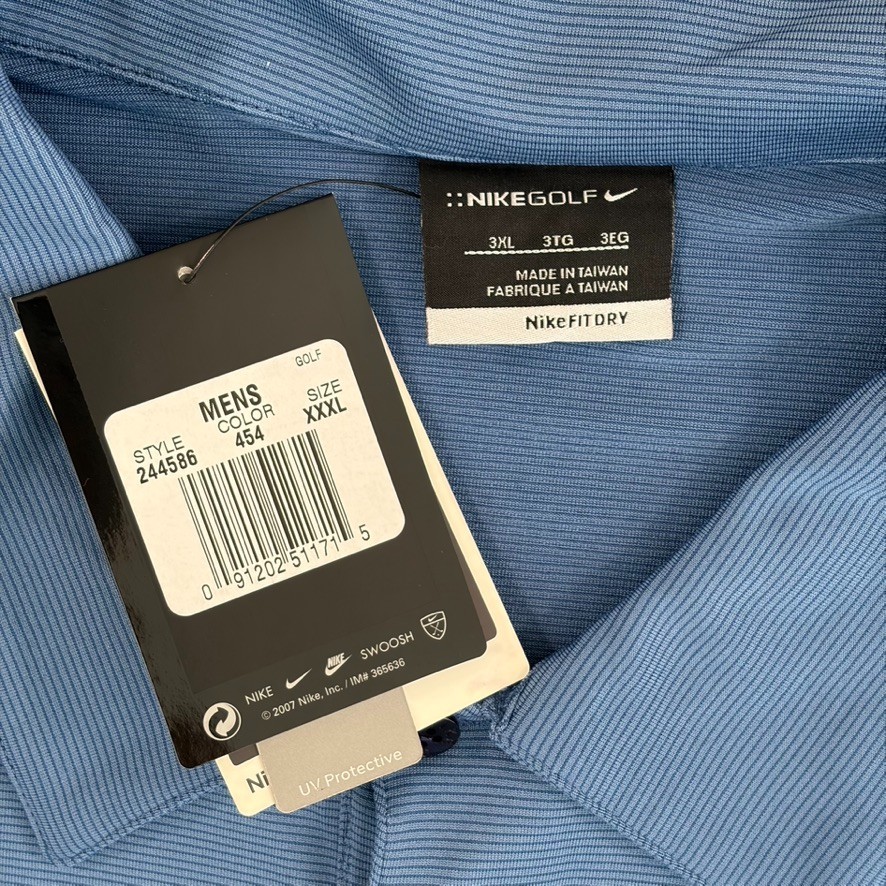 ::NIKEGOLF
3XL 3TG 3EG
MADE IN TAIWAN
FABRIQUE A TAIWAN
NikeFITDRY
GOLF
MENS
STYLE COLOR SIZE
244586 454 XXXL
0 91202 51171 5
NIKE NIKE SWOOSH
© 2007 Nike, Inc. / IM# 365636
UV Protective